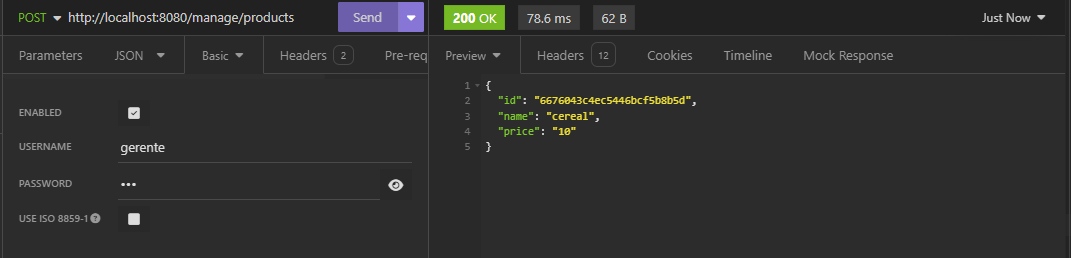 POST http://localhost:8080/manage/products Send 200 OK 78.6 ms 62 B Just Now
Parameters JSON Basic Headers 2 Pre-req Preview Headers 12 Cookies Timeline Mock Response
ENABLED
USERNAME gerente
PASSWORD •••
USE ISO 8859-1 ?
1 {
2 "id": "6676043c4ec5446bcf5b8b5d",
3 "name": "cereal",
4 "price": "10"
5 }